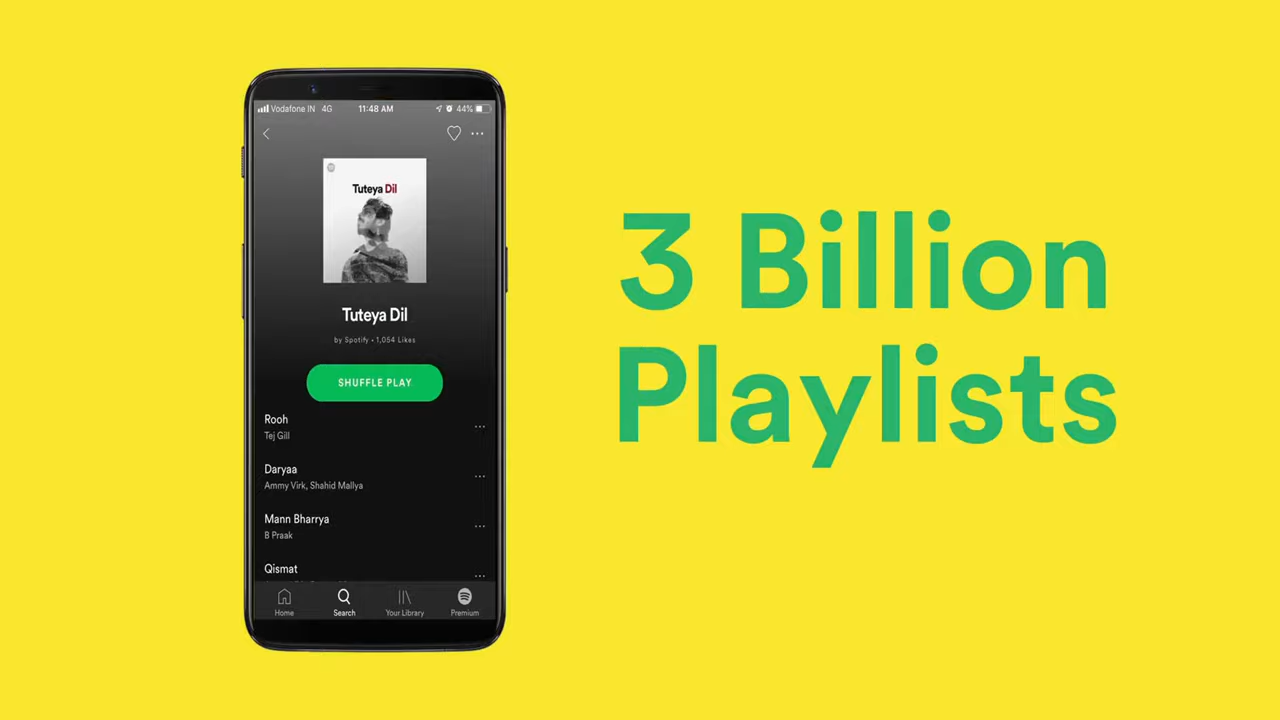 Vodafone IN 4G 11:48 AM 44%
Tuteya Dil
Tuteya Dil
by Spotify • 1,054 Likes
SHUFFLE PLAY
Rooh
Tej Gill
Daryaa
Ammy Virk, Shahid Mallya
Mann Bharrya
B Praak
Qismat
Home Search Your Library Premium
3 Billion
Playlists